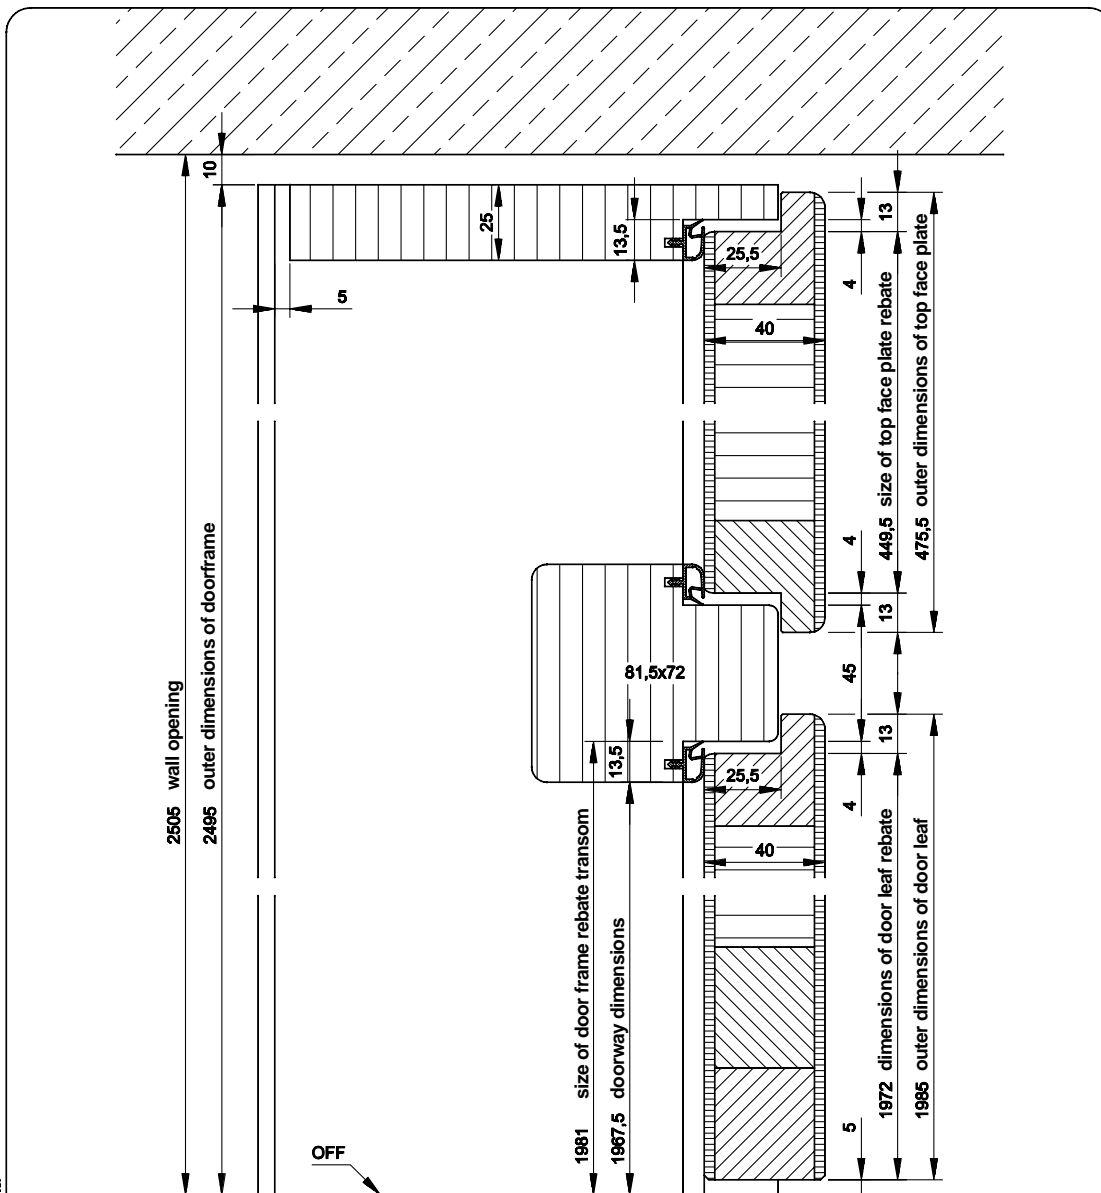 10
25
13,5
5
25,5
40
13
4
449,5 size of top face plate rebate
475,5 outer dimensions of top face plate
4
13
45
81,5x72
13
13,5
25,5
40
4
2505 wall opening
2495 outer dimensions of doorframe
1981 size of door frame rebate transom
1967,5 doorway dimensions
1972 dimensions of door leaf rebate
1985 outer dimensions of door leaf
5
OFF